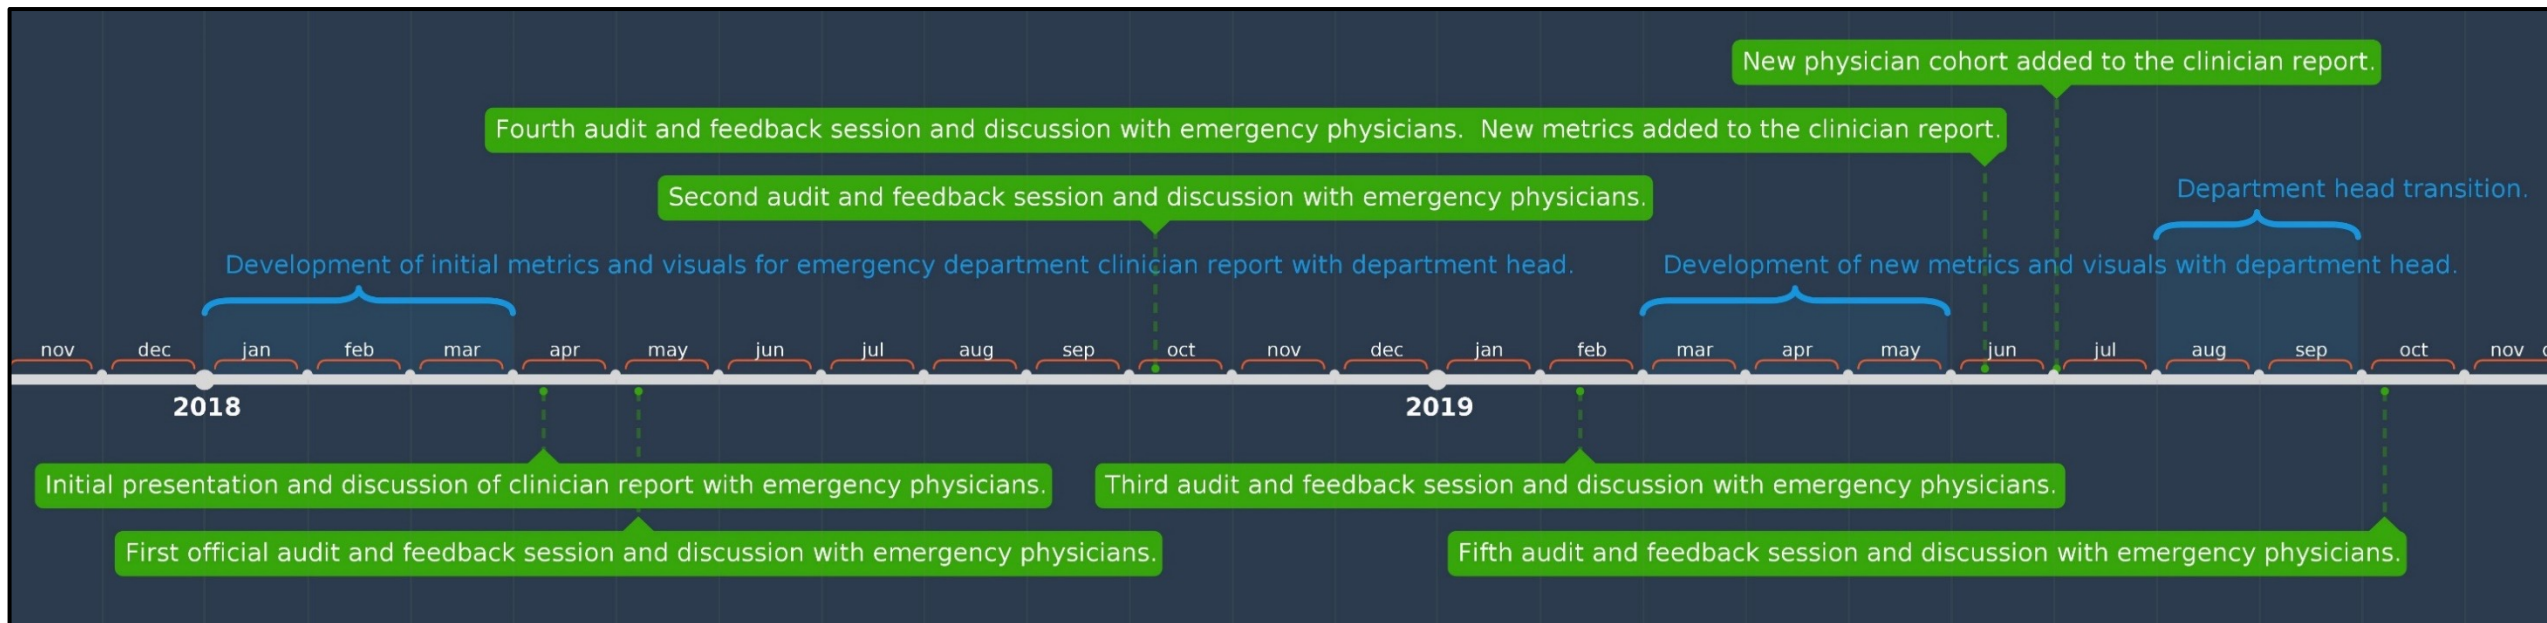 New physician cohort added to the clinician report.
Fourth audit and feedback session and discussion with emergency physicians.  New metrics added to the clinician report.
Department head transition.
Second audit and feedback session and discussion with emergency physicians.
Development of initial metrics and visuals for emergency department clinician report with department head.
Development of new metrics and visuals with department head.
nov dec jan feb mar apr may jun jul aug sep oct nov dec jan feb mar apr may jun jul aug sep oct nov
2018 2019
Initial presentation and discussion of clinician report with emergency physicians.
Third audit and feedback session and discussion with emergency physicians.
First official audit and feedback session and discussion with emergency physicians.
Fifth audit and feedback session and discussion with emergency physicians.